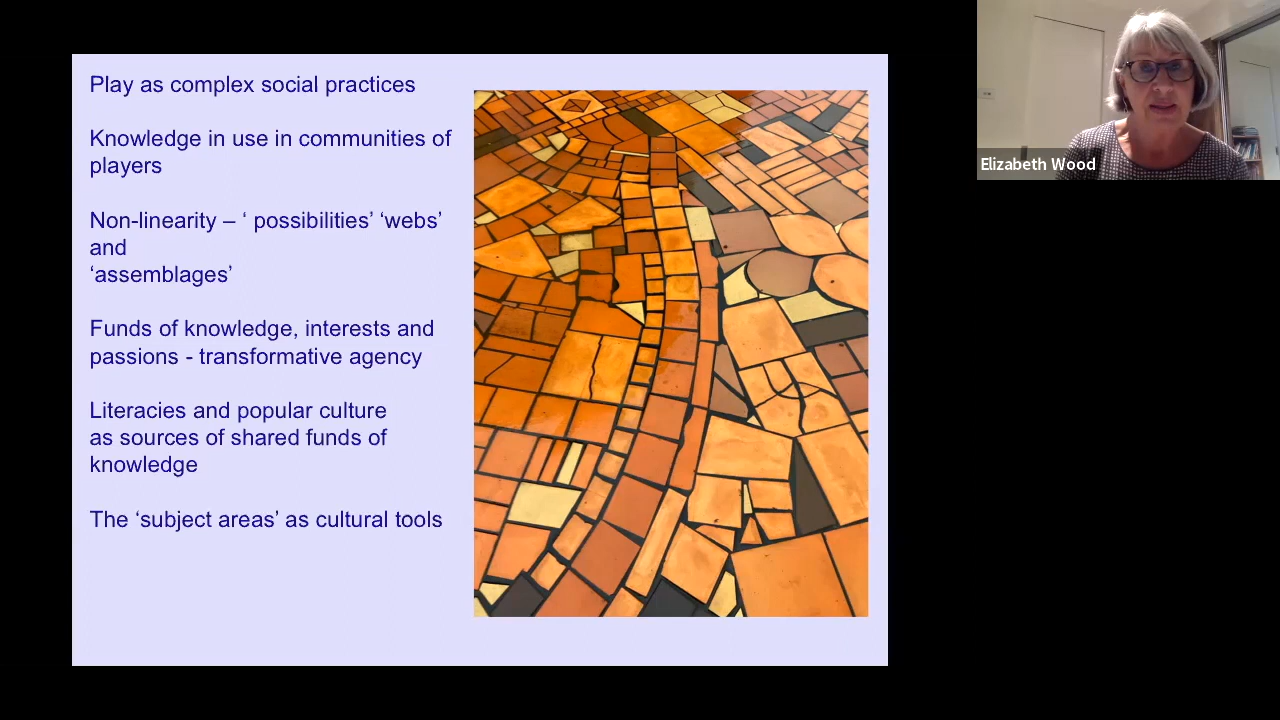 Play as complex social practices
Knowledge in use in communities of
players
Non-linearity – ‘ possibilities’ ‘webs’
and
‘assemblages’
Funds of knowledge, interests and
passions - transformative agency
Literacies and popular culture
as sources of shared funds of
knowledge
The ‘subject areas’ as cultural tools
Elizabeth Wood